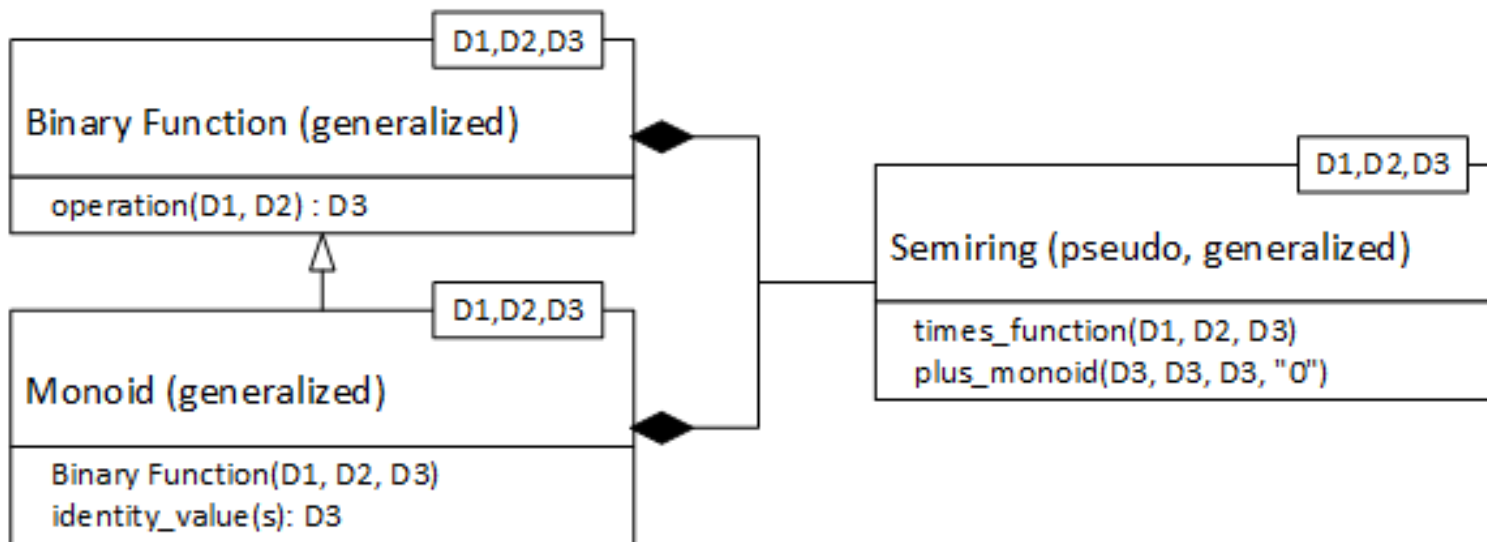 D1,D2,D3
Binary Function (generalized)
operation(D1, D2) : D3
D1,D2,D3
Monoid (generalized)
Binary Function(D1, D2, D3)
identity_value(s): D3
D1,D2,D3
Semiring (pseudo, generalized)
times_function(D1, D2, D3)
plus_monoid(D3, D3, D3, "0")